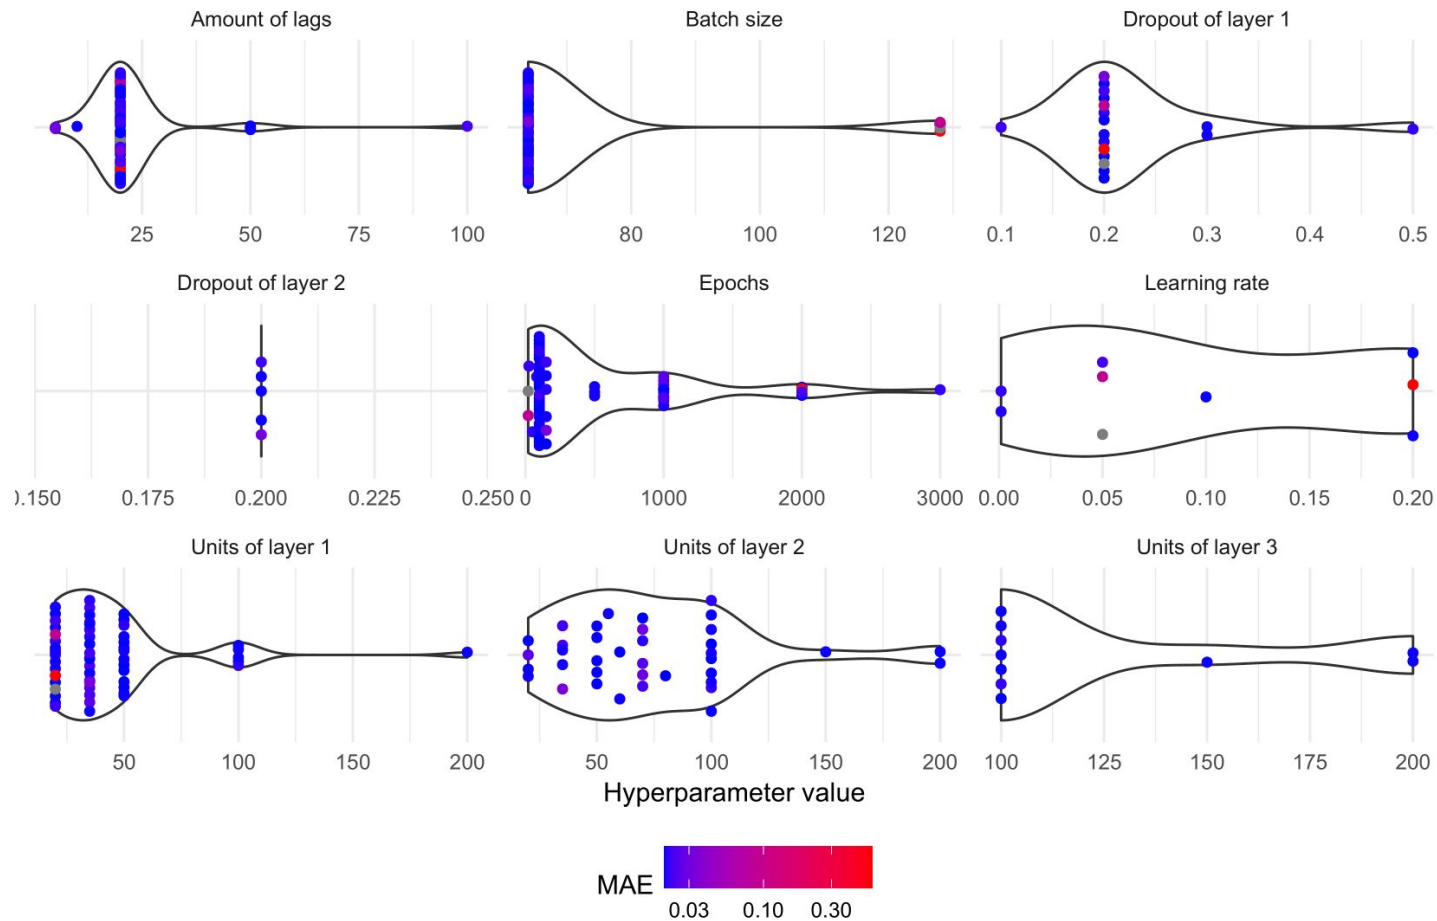 Amount of lags Batch size Dropout of layer 1
25 50 75 100 80 100 120 0.1 0.2 0.3 0.4 0.5
Dropout of layer 2 Epochs Learning rate
0.150 0.175 0.200 0.225 0.250 0 1000 2000 3000 0.00 0.05 0.10 0.15 0.20
Units of layer 1 Units of layer 2 Units of layer 3
50 100 150 200 50 100 150 200 100 125 150 175 200
Hyperparameter value
MAE
0.03 0.10 0.30